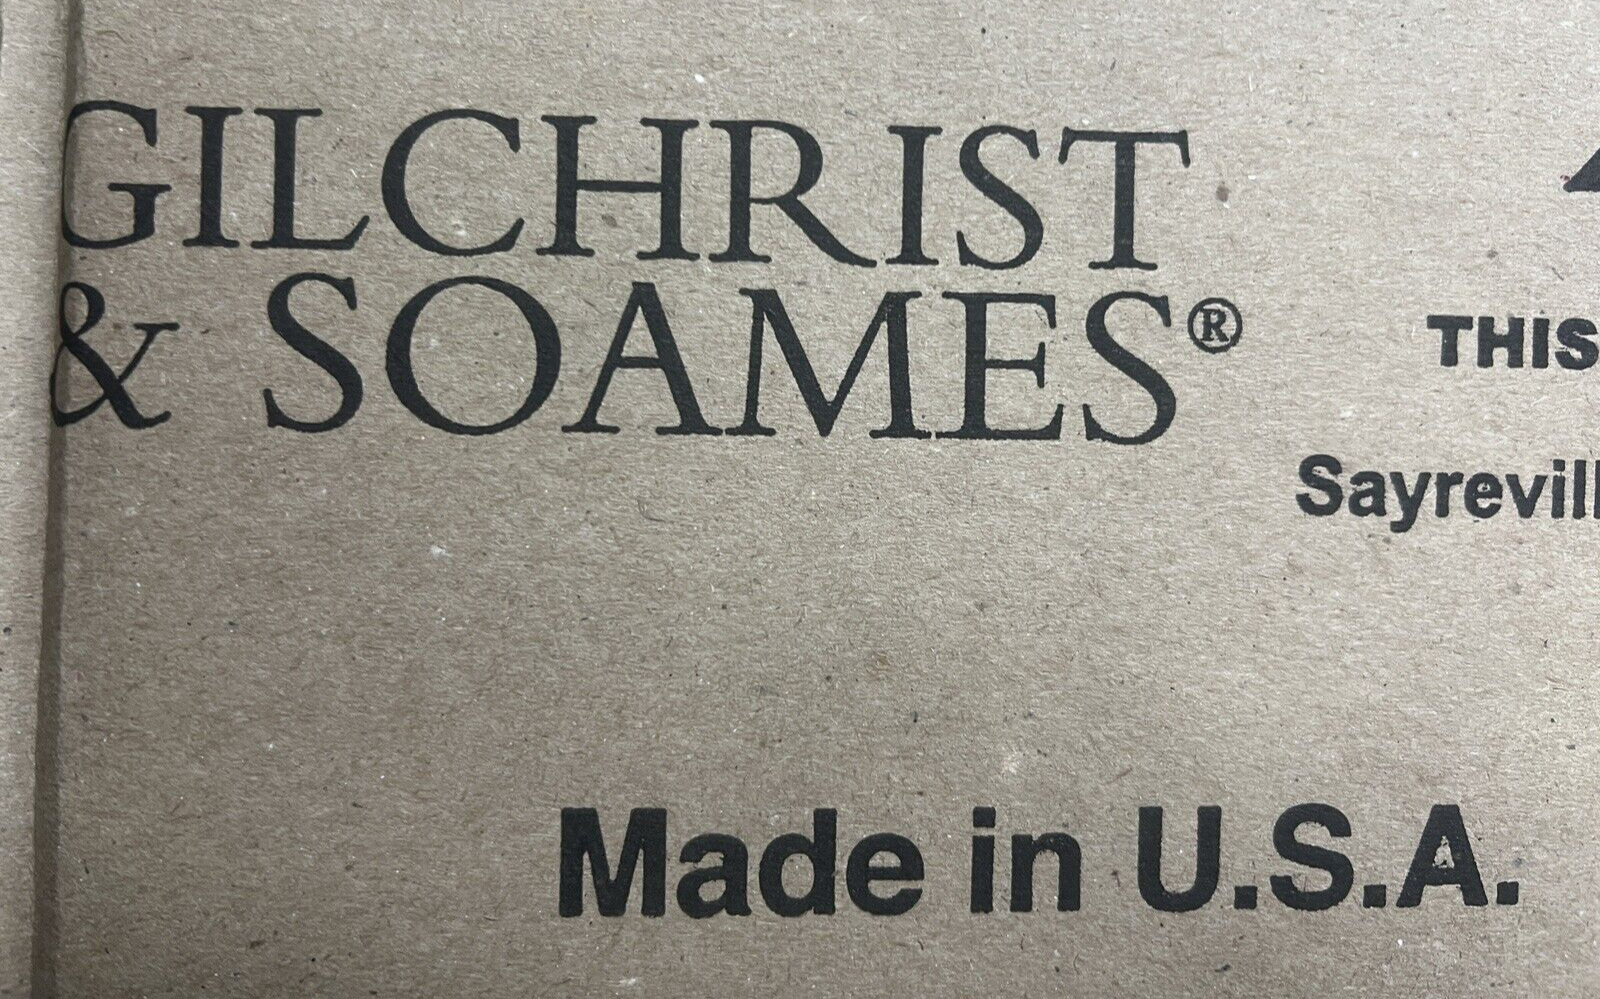 GILCHRIST
& SOAMES®
THIS
Sayrevill
Made in U.S.A.